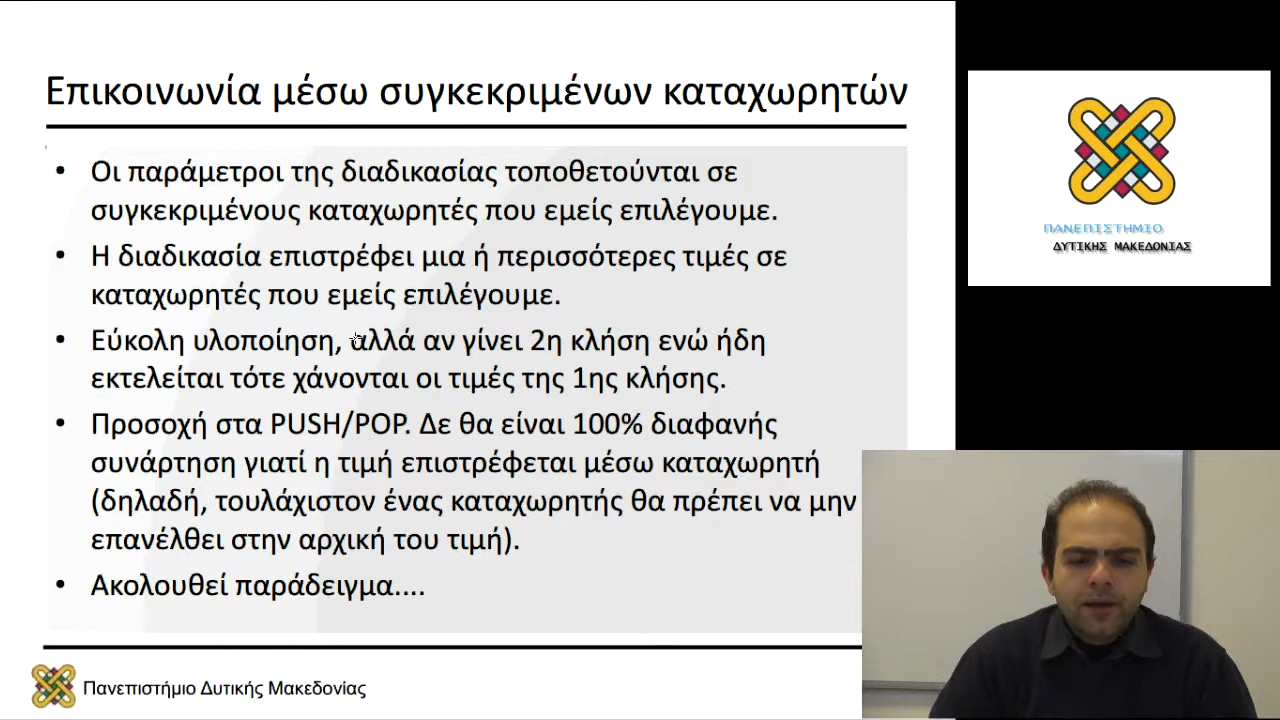 Επικοινωνία μέσω συγκεκριμένων καταχωρητών
• Οι παράμετροι της διαδικασίας τοποθετούνται σε
συγκεκριμένους καταχωρητές που εμείς επιλέγουμε.
• Η διαδικασία επιστρέφει μια ή περισσότερες τιμές σε
καταχωρητές που εμείς επιλέγουμε.
• Εύκολη υλοποίηση, αλλά αν γίνει 2η κλήση ενώ ήδη
εκτελείται τότε χάνονται οι τιμές της 1ης κλήσης.
• Προσοχή στα PUSH/POP. Δε θα είναι 100% διαφανής
συνάρτηση γιατί η τιμή επιστρέφεται μέσω καταχωρητή
(δηλαδή, τουλάχιστον ένας καταχωρητής θα πρέπει να μην
επανέλθει στην αρχική του τιμή).
• Ακολουθεί παράδειγμα....
Πανεπιστήμιο Δυτικής Μακεδονίας
ΠΑΝΕΠΙΣΤΗΜΙΟ
ΔΥΤΙΚΗΣ ΜΑΚΕΔΟΝΙΑΣ